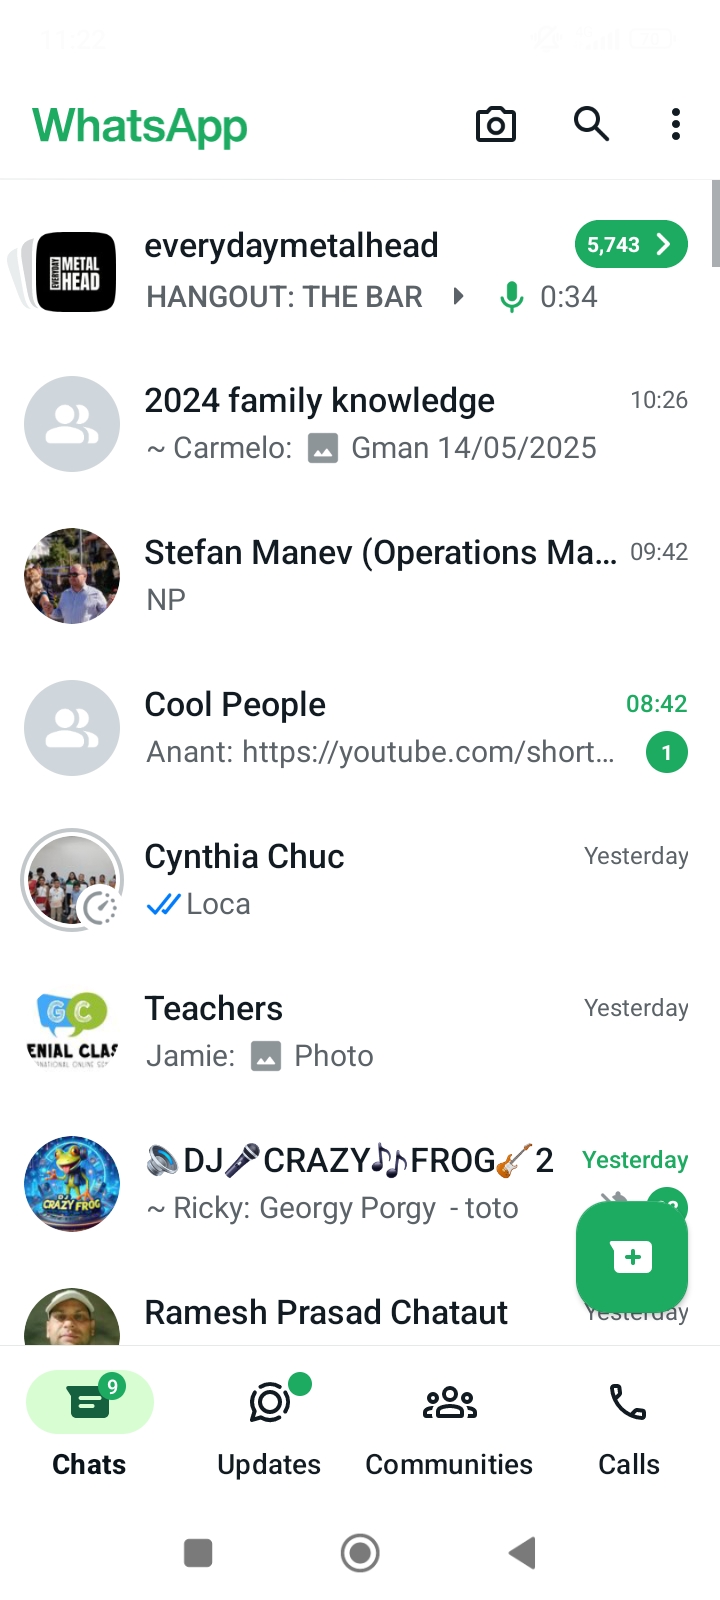 WhatsApp
everydaymetalhead
5,743
EVERYDAY METAL HEAD
HANGOUT: THE BAR
0:34
2024 family knowledge
10:26
~ Carmelo: Gman 14/05/2025
Stefan Manev (Operations Ma...
09:42
NP
Cool People
08:42
Anant: https://youtube.com/short...
1
Cynthia Chuc
Yesterday
Loca
GC
Teachers
Yesterday
ENIAL CLAS
Jamie: Photo
DJ CRAZY FROG 2
Yesterday
CRAZY FROG
~ Ricky: Georgy Porgy - toto
Ramesh Prasad Chataut
Yesterday
9
Chats
Updates
Communities
Calls